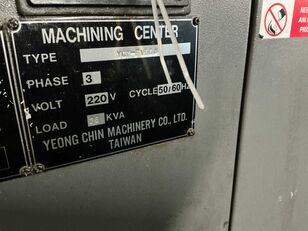 MACHINING CENTER
TYPE
PHASE 3
VOLT 220 V CYCLE 50/60 HZ
LOAD KVA
YEONG CHIN MACHINERY CO., LTD.
TAIWAN